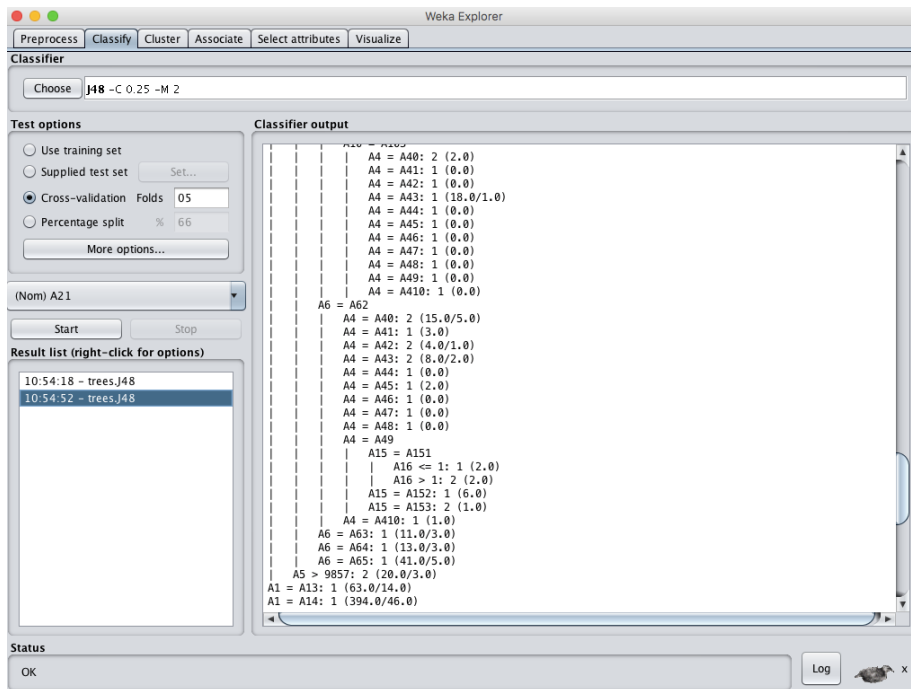 Weka Explorer
Preprocess Classify Cluster Associate Select attributes Visualize
Classifier
Choose J48 -C 0.25 -M 2
Test options
Use training set
Supplied test set Set...
Cross-validation Folds 05
Percentage split % 66
More options...
(Nom) A21
Start Stop
Result list (right-click for options)
10:54:18 - trees.J48
10:54:52 - trees.J48
Classifier output
| | | A10 = A103
| | | | A4 = A40: 2 (2.0)
| | | | A4 = A41: 1 (0.0)
| | | | A4 = A42: 1 (0.0)
| | | | A4 = A43: 1 (18.0/1.0)
| | | | A4 = A44: 1 (0.0)
| | | | A4 = A45: 1 (0.0)
| | | | A4 = A46: 1 (0.0)
| | | | A4 = A47: 1 (0.0)
| | | | A4 = A48: 1 (0.0)
| | | | A4 = A49: 1 (0.0)
| | | | A4 = A410: 1 (0.0)
| | A6 = A62
| | | A4 = A40: 2 (15.0/5.0)
| | | A4 = A41: 1 (3.0)
| | | A4 = A42: 2 (4.0/1.0)
| | | A4 = A43: 2 (8.0/2.0)
| | | A4 = A44: 1 (0.0)
| | | A4 = A45: 1 (2.0)
| | | A4 = A46: 1 (0.0)
| | | A4 = A47: 1 (0.0)
| | | A4 = A48: 1 (0.0)
| | | A4 = A49
| | | | A15 = A151
| | | | | A16 <= 1: 1 (2.0)
| | | | | A16 > 1: 2 (2.0)
| | | | A15 = A152: 1 (6.0)
| | | | A15 = A153: 2 (1.0)
| | | A4 = A410: 1 (1.0)
| | A6 = A63: 1 (11.0/3.0)
| | A6 = A64: 1 (13.0/3.0)
| | A6 = A65: 1 (41.0/5.0)
| A5 > 9857: 2 (20.0/3.0)
A1 = A13: 1 (63.0/14.0)
A1 = A14: 1 (394.0/46.0)
Status
OK
Log x